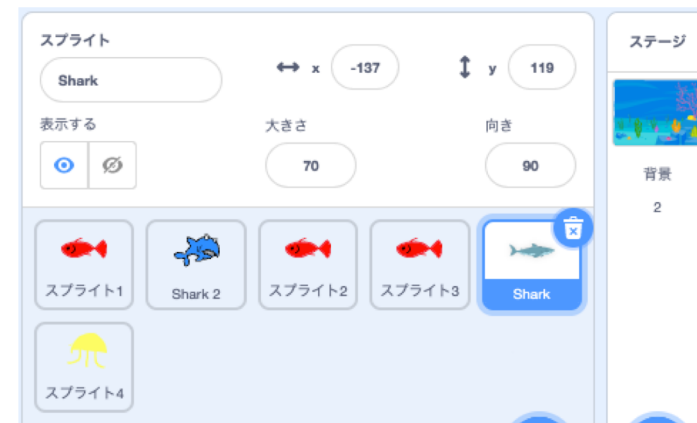 スプライト
Shark
x -137
y 119
表示する
大きさ
70
向き
90
スプライト1
Shark 2
スプライト2
スプライト3
Shark
スプライト4
ステージ
背景
2